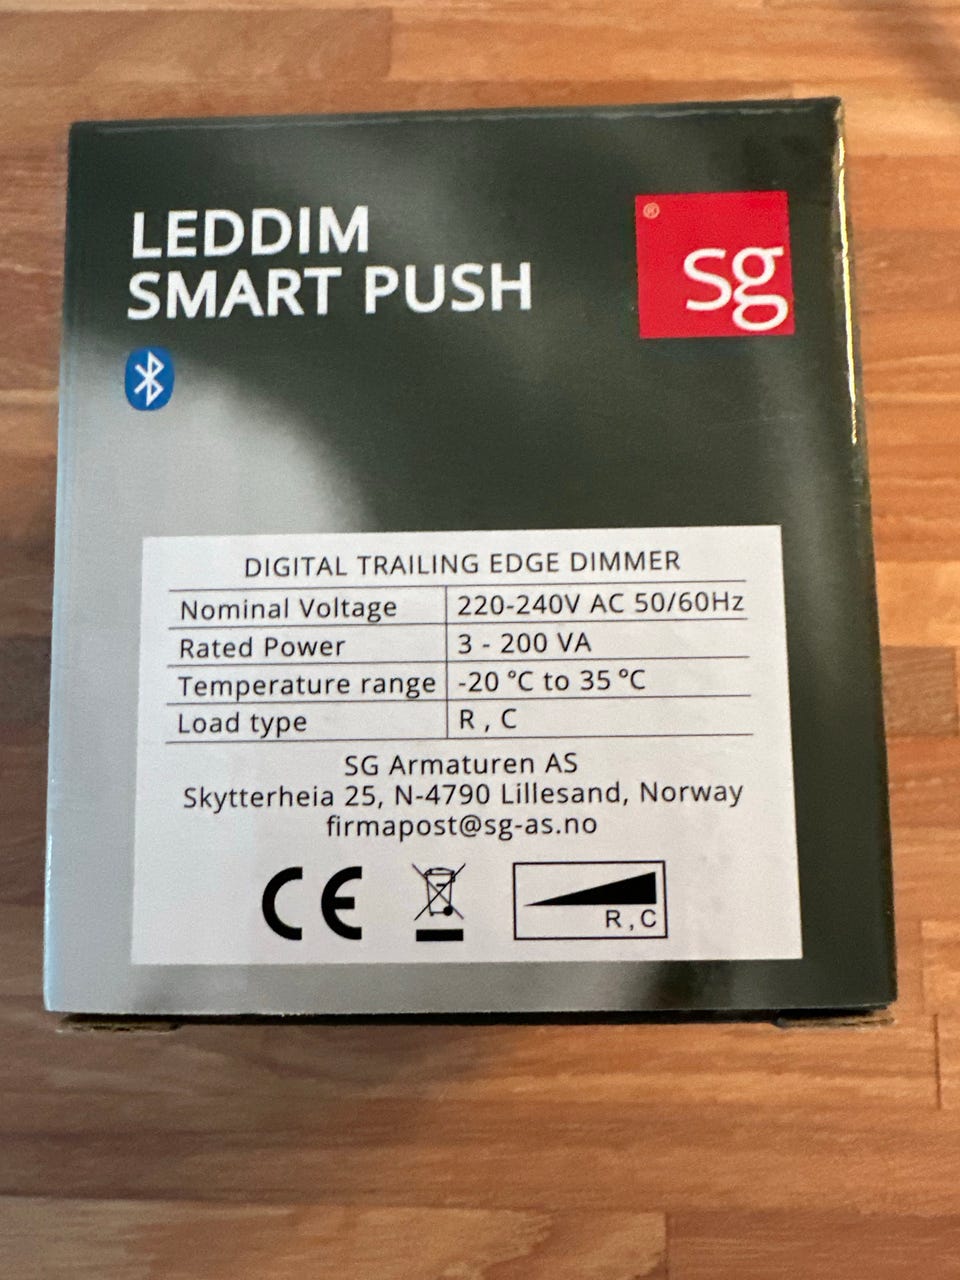 LEDDIM
SMART PUSH
® sg
DIGITAL TRAILING EDGE DIMMER
Nominal Voltage 220-240V AC 50/60Hz
Rated Power 3 - 200 VA
Temperature range -20 °C to 35 °C
Load type R , C
SG Armaturen AS
Skytterheia 25, N-4790 Lillesand, Norway
firmapost@sg-as.no
CE
R , C